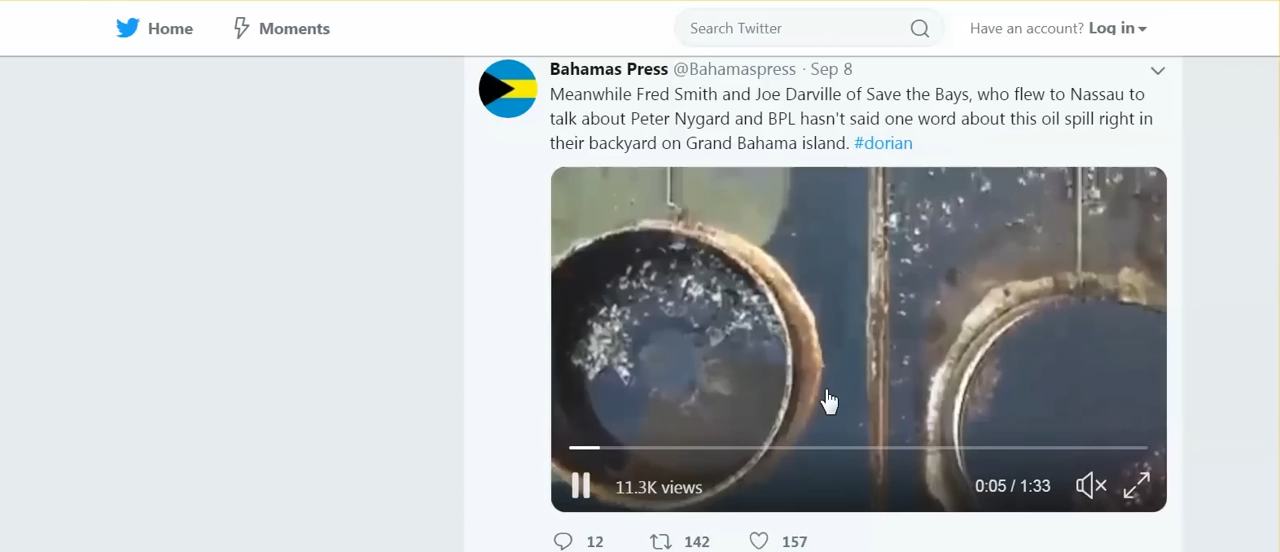 Home Moments Search Twitter Have an account? Log in
Bahamas Press @Bahamaspress · Sep 8
Meanwhile Fred Smith and Joe Darville of Save the Bays, who flew to Nassau to
talk about Peter Nygard and BPL hasn't said one word about this oil spill right in
their backyard on Grand Bahama island. #dorian
11.3K views 0:05 / 1:33
12 142 157